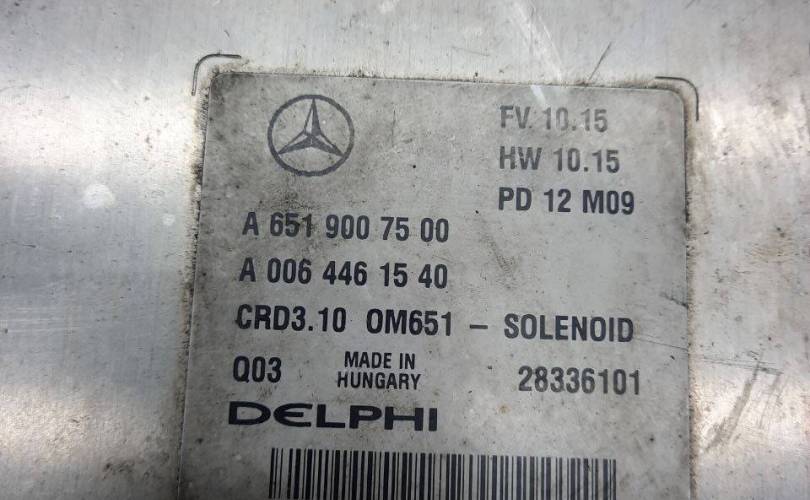 FV. 10.15
HW 10.15
PD 12 M09
A 651 900 75 00
A 006 446 15 40
CRD3.10 OM651 - SOLENOID
Q03 MADE IN HUNGARY 28336101
DELPHI